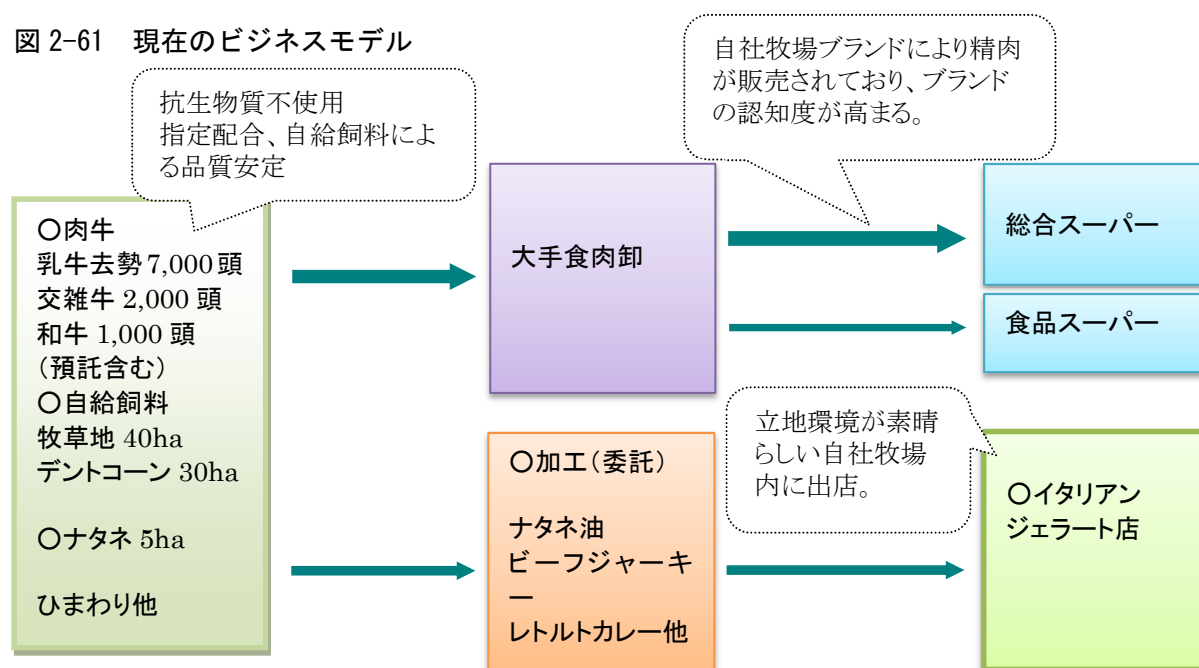 図 2-61 現在のビジネスモデル
抗生物質不使用
指定配合、自給飼料によ
る品質安定
自社牧場ブランドにより精肉
が販売されており、ブランド
の認知度が高まる。
〇肉牛
乳牛去勢 7,000 頭
交雑牛 2,000 頭
和牛 1,000 頭
(預託含む)
〇自給飼料
牧草地 40ha
デントコーン 30ha
〇ナタネ 5ha
ひまわり他
大手食肉卸
総合スーパー
食品スーパー
〇加工(委託)
ナタネ油
ビーフジャーキ
ー
レトルトカレー他
立地環境が素晴
らしい自社牧場
内に出店。
〇イタリアン
ジェラート店